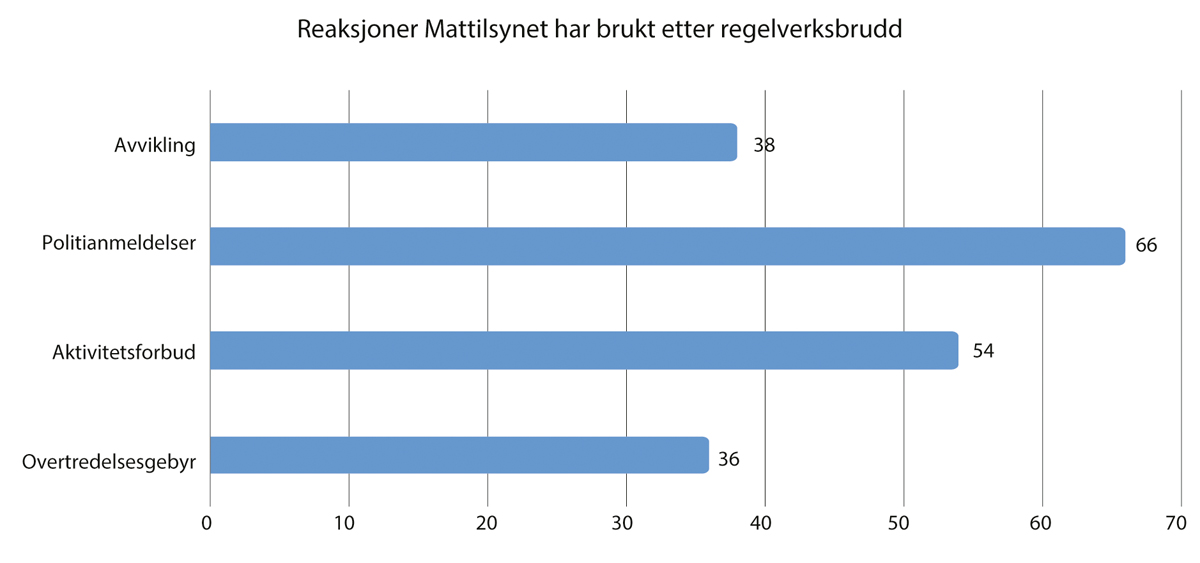 Reaksjoner Mattilsynet har brukt etter regelverksbrudd
Avvikling
38
Politianmeldelser
66
Aktivitetsforbud
54
Overtredelsesgebyr
36
0 10 20 30 40 50 60 70